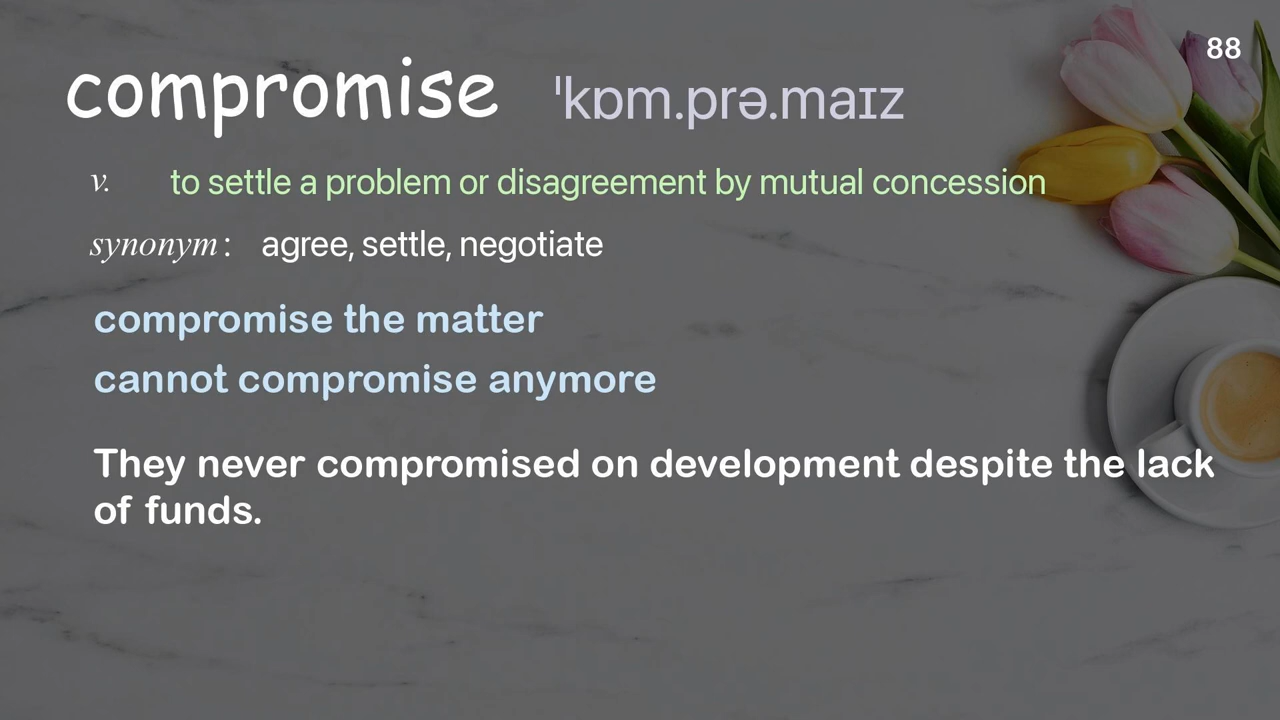 88
compromise ˈkɒm.prə.maɪz
v. to settle a problem or disagreement by mutual concession
synonym: agree, settle, negotiate
compromise the matter
cannot compromise anymore
They never compromised on development despite the lack
of funds.